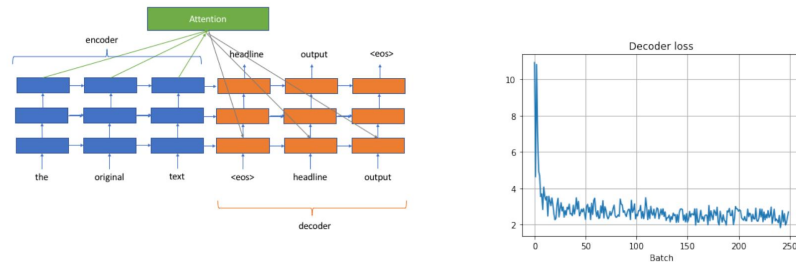 Attention
encoder
headline output <eos>
the original text <eos> headline output
decoder
Decoder loss
10
8
6
4
2
0 50 100 150 200 250
Batch